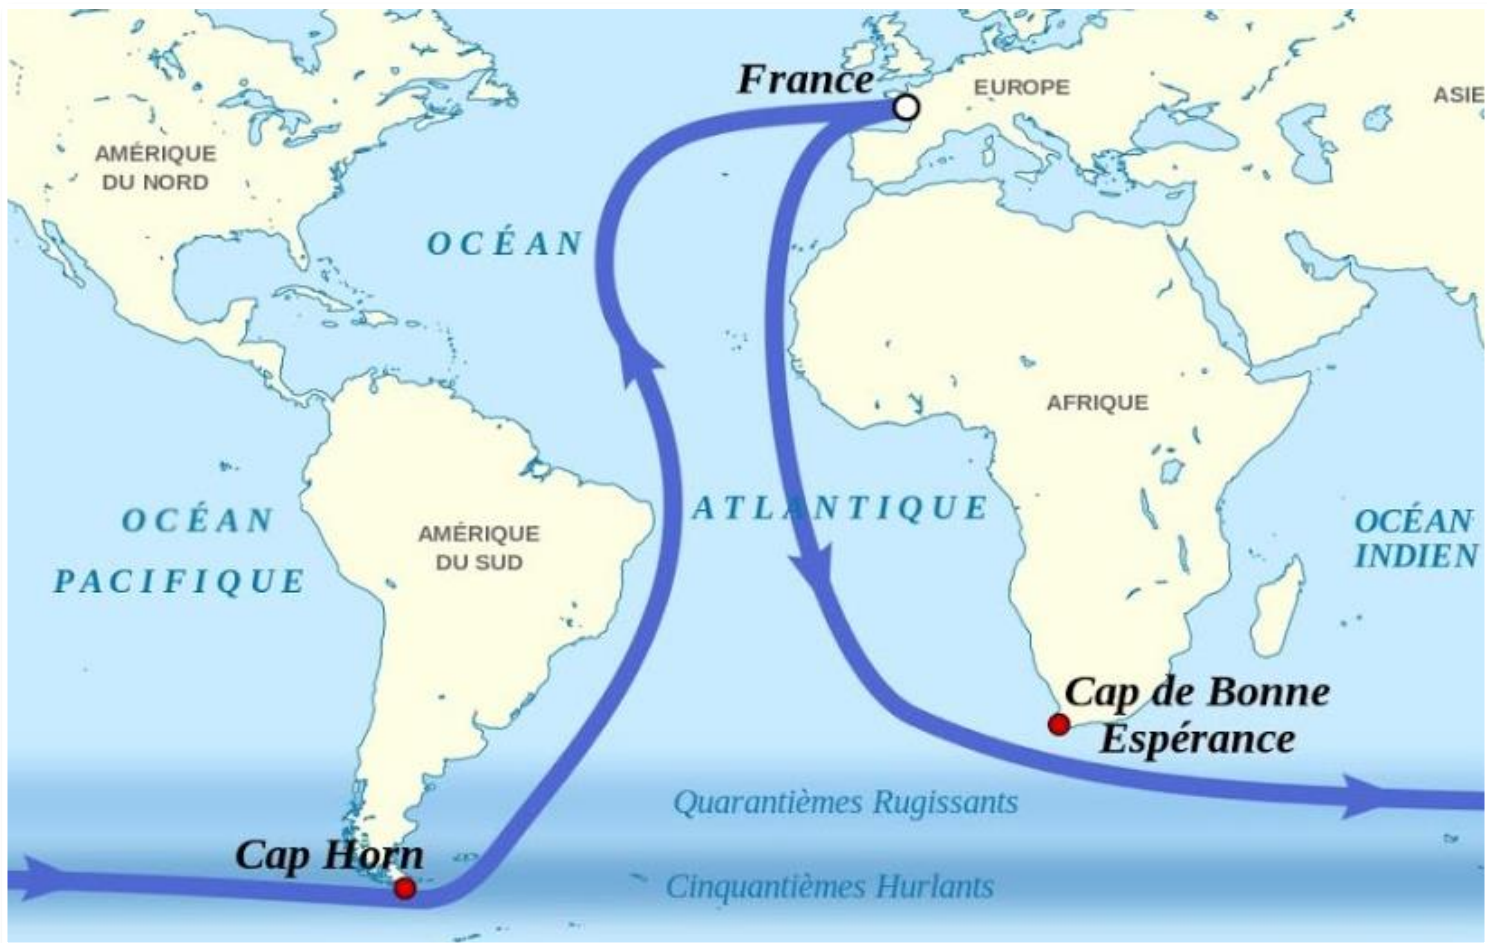 France
EUROPE
ASIE
AMÉRIQUE
DU NORD
OCÉAN
AFRIQUE
OCÉAN
PACIFIQUE
AMÉRIQUE
DU SUD
ATLANTIQUE
OCÉAN
INDIEN
Cap de Bonne
Espérance
Quarantièmes Rugissants
Cap Horn
Cinquantièmes Hurlants